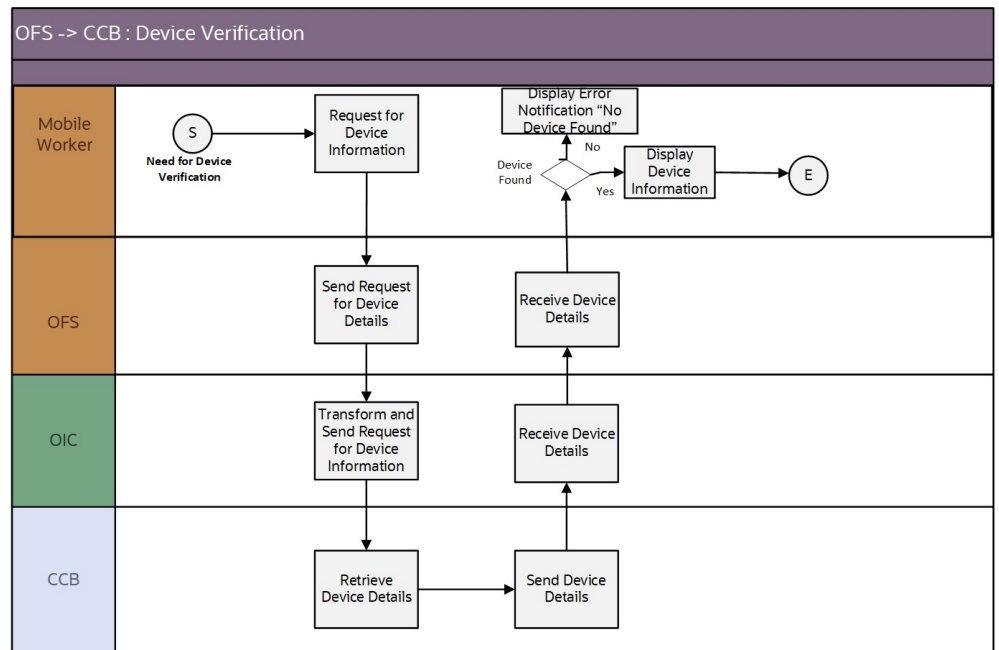 OFS -> CCB : Device Verification
Mobile
Worker
S
Need for Device
Verification
Request for
Device
Information
Display Error
Notification “No
Device Found”
No
Device
Found
Yes
Display
Device
Information
E
OFS
Send Request
for Device
Details
Receive Device
Details
OIC
Transform and
Send Request
for Device
Information
Receive Device
Details
CCB
Retrieve
Device Details
Send Device
Details